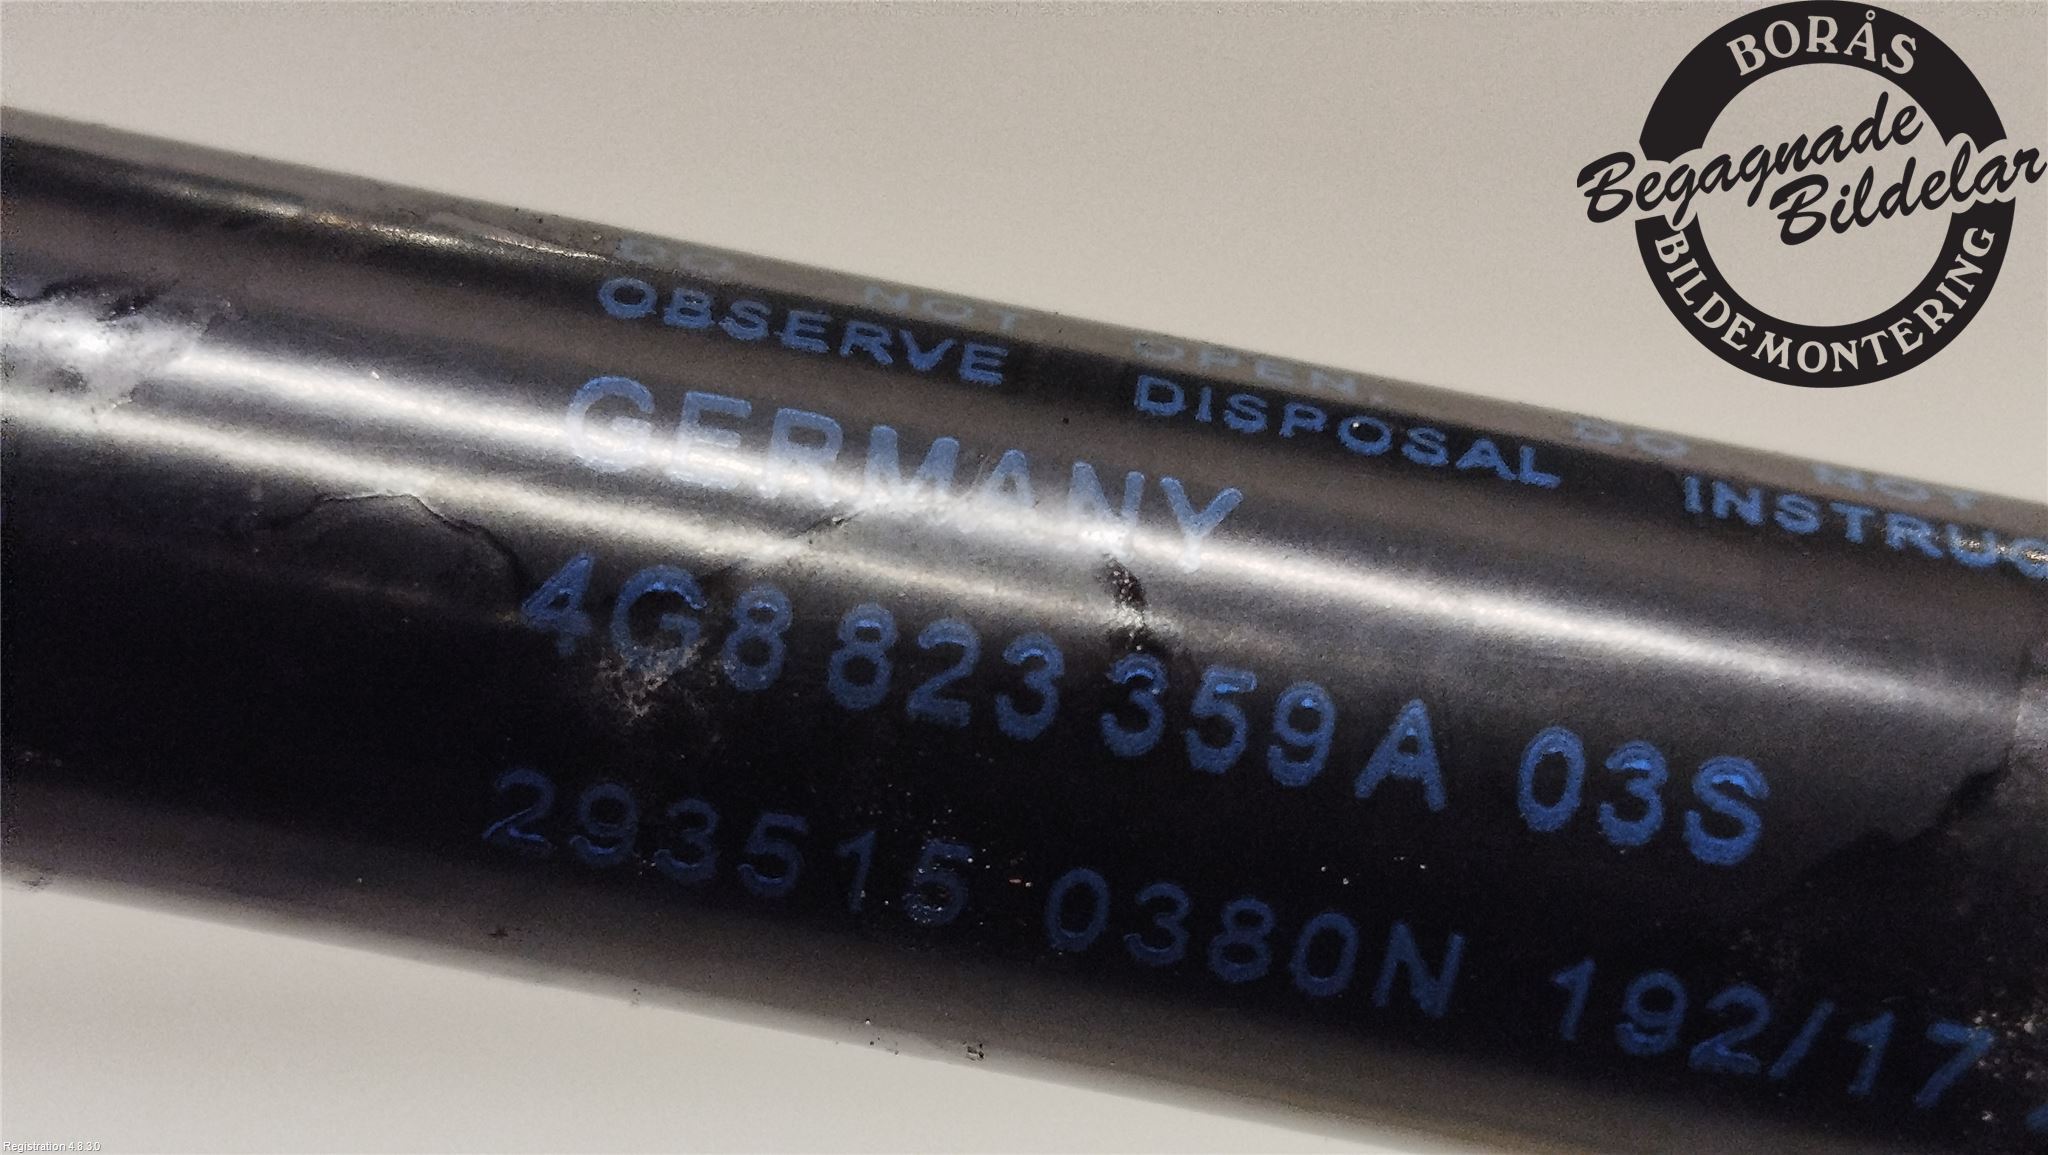 BORÅS
Begagnade
Bildelar
BILDEMONTERING
DO NOT OPEN. DO NOT
OBSERVE DISPOSAL INSTRUC
GERMANY
4G8 823 359 A 03S
293515 0380N 192/17
Registration 4.8.3.0